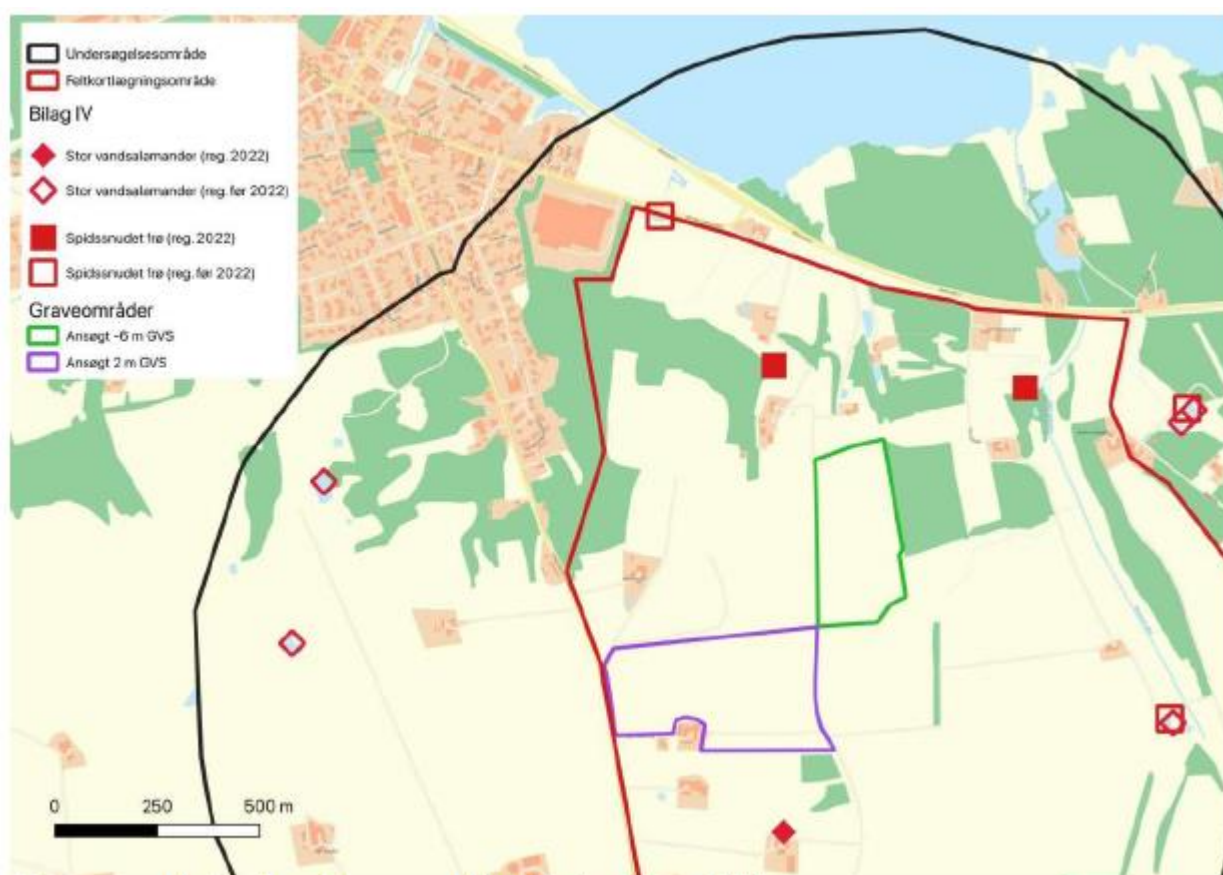 Undersøgelsesområde
Feltkortlægningsområde
Bilag IV
Stor vandsalamander (reg. 2022)
Stor vandsalamander (reg. før 2022)
Spidssnudet frø (reg. 2022)
Spidssnudet frø (reg. før 2022)
Graveområder
Ansøgt -6 m GVS
Ansøgt 2 m GVS
0 250 500 m